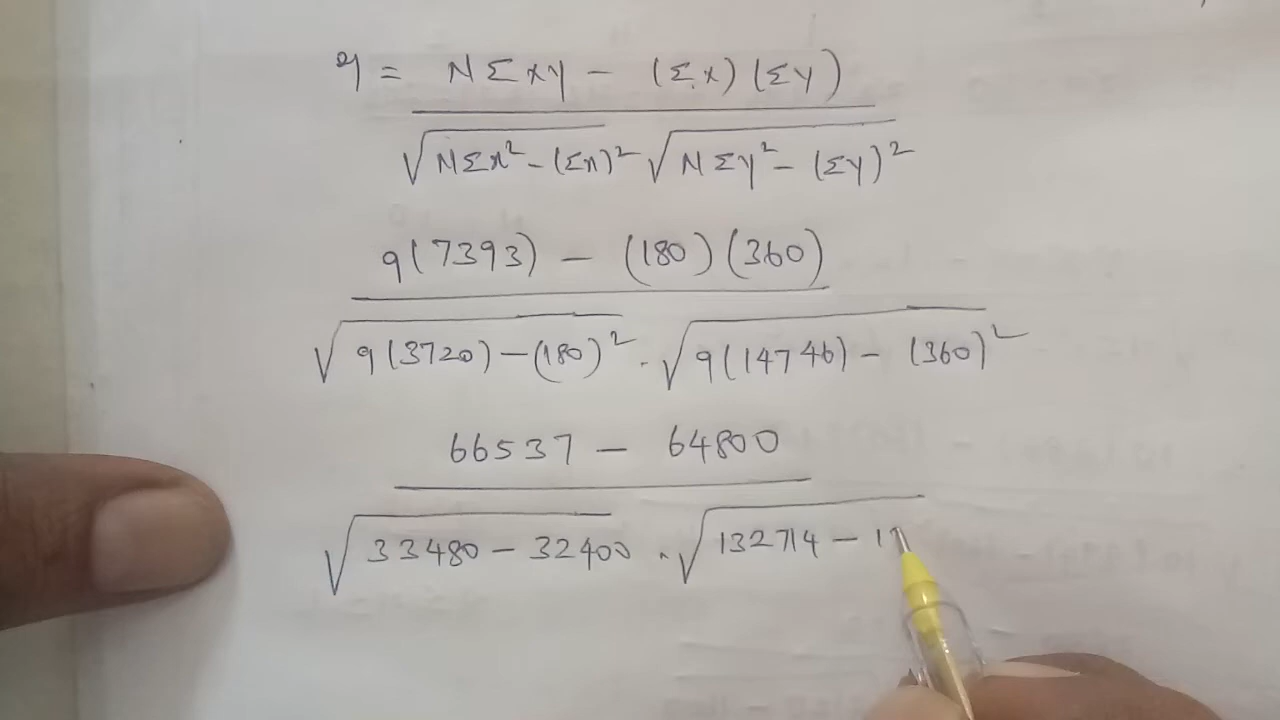 r = NΣxy - (Σx)(Σy)
√NΣx²-(Σx)² √NΣy²-(Σy)²
9(7393) - (180)(360)
√9(3720)-(180)² . √9(14746)-(360)²
66537 - 64800
√33480-32400 . √132714-1